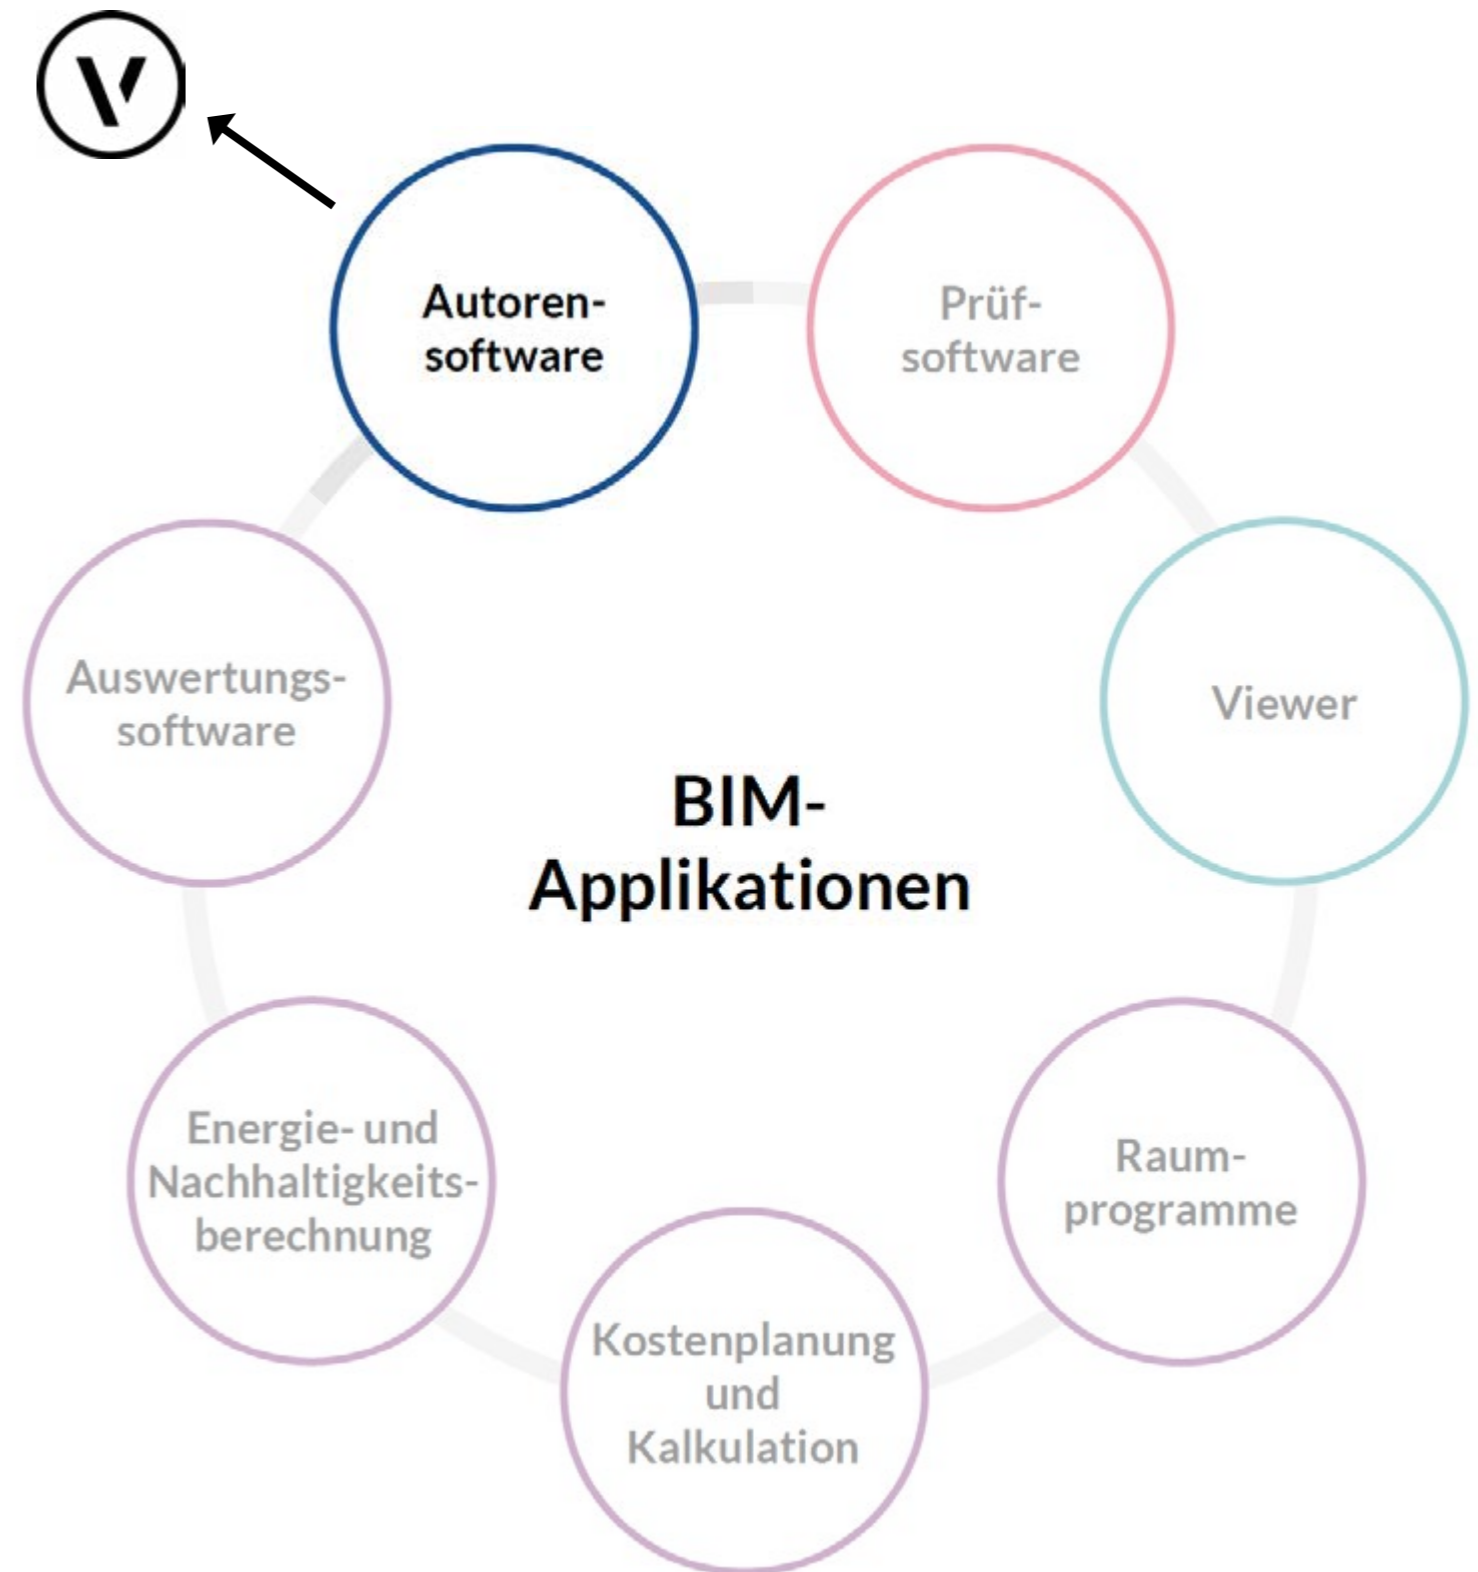 V
Autoren-
software
Prüf-
software
Auswertungs-
software
Viewer
BIM-
Applikationen
Energie- und
Nachhaltigkeits-
berechnung
Raum-
programme
Kostenplanung
und
Kalkulation